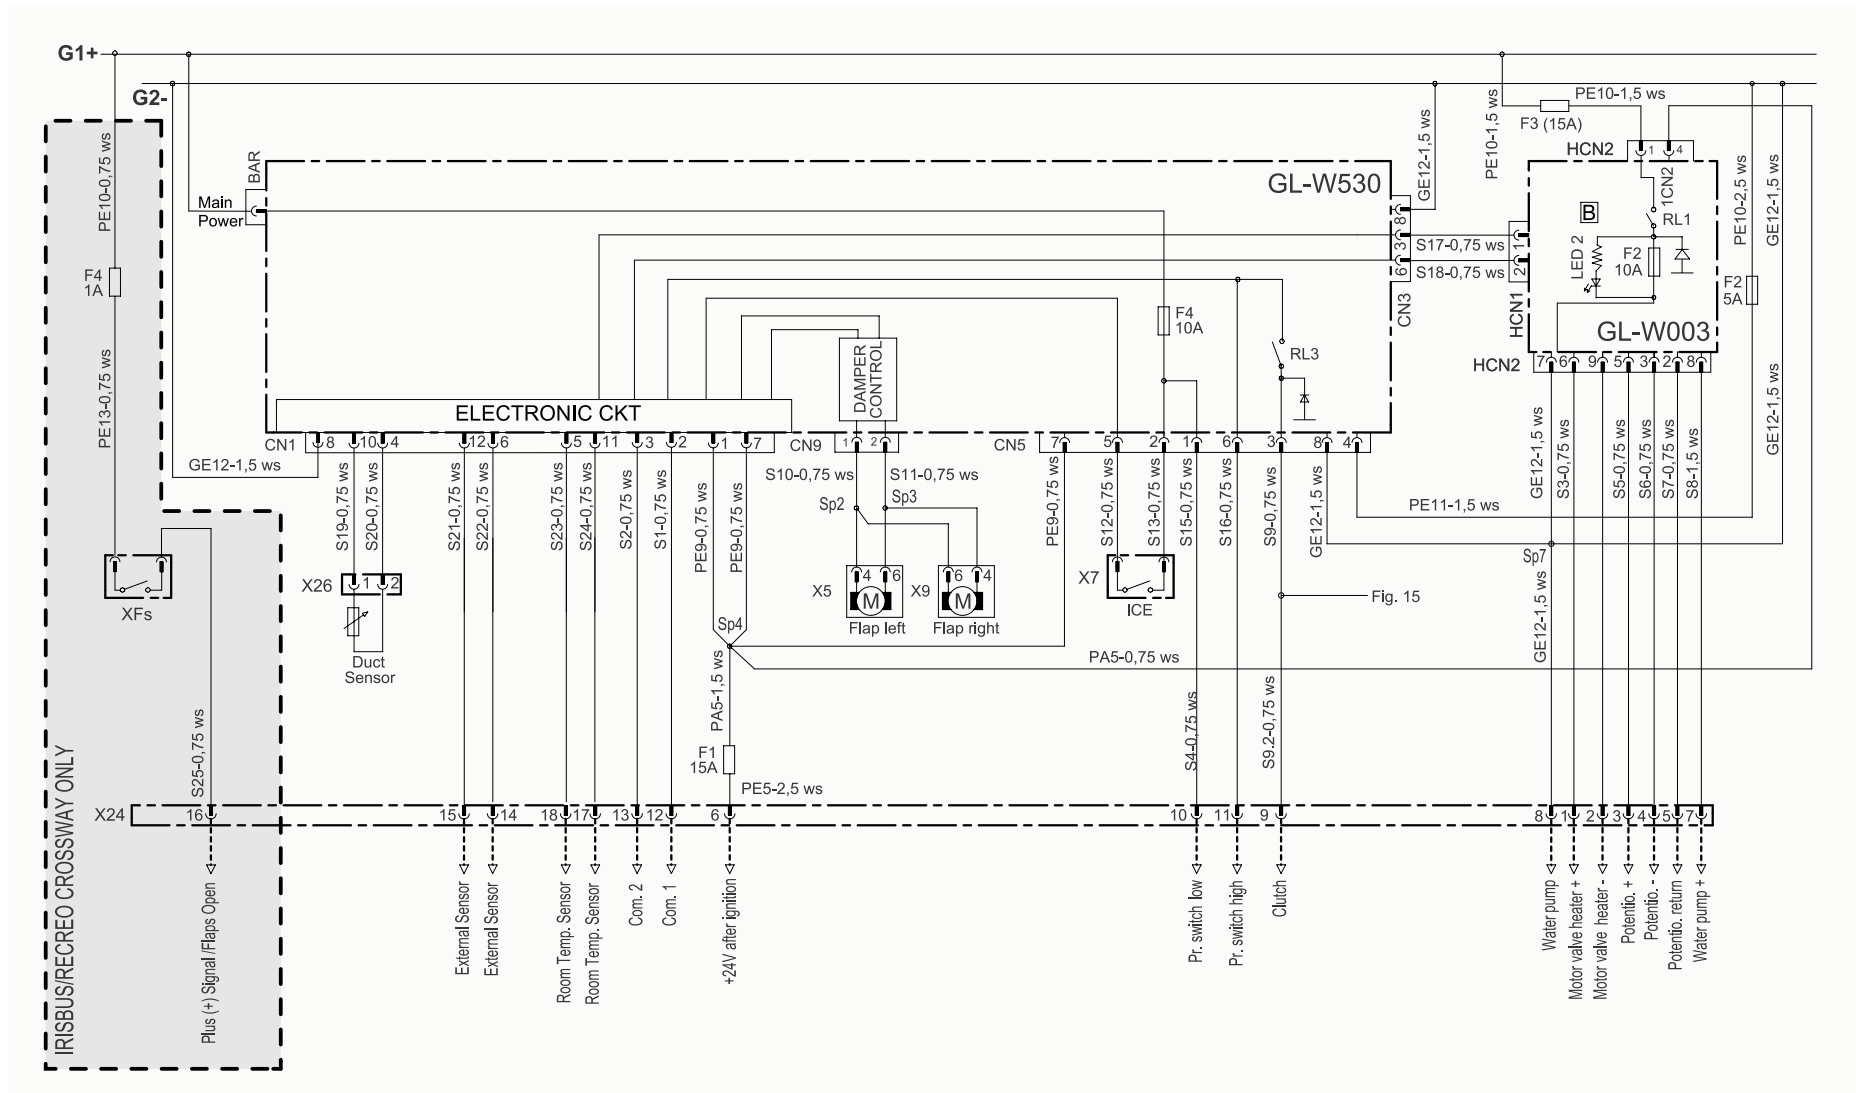 G1+
G2-
PE10-1,5 ws
F3 (15A)
PE10-1,5 ws
GE12-1,5 ws
PE10-2,5 ws
GE12-1,5 ws
PE10-0,75 ws
F4
1A
PE13-0,75 ws
BAR
Main
Power
GL-W530
8
3
6
CN3
S17-0,75 ws
S18-0,75 ws
HCN2
1 4
1CN2
RL1
B
LED 2
F2
10A
1
2
HCN1
GL-W003
F2
5A
F4
10A
RL3
DAMPER
CONTROL
ELECTRONIC CKT
HCN2
7 6 9 5 3 2 8
CN1 8 10 4 12 6 5 11 3 2 1 7
CN9 1 2
CN5 7 5 2 1 6 3 8 4
GE12-1,5 ws
S19-0,75 ws
S20-0,75 ws
S21-0,75 ws
S22-0,75 ws
S23-0,75 ws
S24-0,75 ws
S2-0,75 ws
S1-0,75 ws
PE9-0,75 ws
PE9-0,75 ws
S10-0,75 ws
S11-0,75 ws
Sp2
Sp3
PE9-0,75 ws
S12-0,75 ws
S13-0,75 ws
S15-0,75 ws
S16-0,75 ws
S9-0,75 ws
GE12-1,5 ws
PE11-1,5 ws
GE12-1,5 ws
S3-0,75 ws
S5-0,75 ws
S6-0,75 ws
S7-0,75 ws
S8-1,5 ws
GE12-1,5 ws
Sp7
GE12-1,5 ws
XFs
X26 1 2
Duct
Sensor
X5 4 6
M
Flap left
X9 6 4
M
Flap right
X7
ICE
Fig. 15
Sp4
PA5-0,75 ws
PA5-1,5 ws
F1
15A
PE5-2,5 ws
S25-0,75 ws
S4-0,75 ws
S9.2-0,75 ws
IRISBUS/RECREO CROSSWAY ONLY
X24 16 15 14 18 17 13 12 6 10 11 9 8 1 2 3 4 5 7
Plus (+) Signal /Flaps Open
External Sensor
External Sensor
Room Temp. Sensor
Room Temp. Sensor
Com. 2
Com. 1
+24V after ignition
Pr. switch low
Pr. switch high
Clutch
Water pump
Motor valve heater +
Motor valve heater -
Potentio. +
Potentio. -
Potentio. return
Water pump +